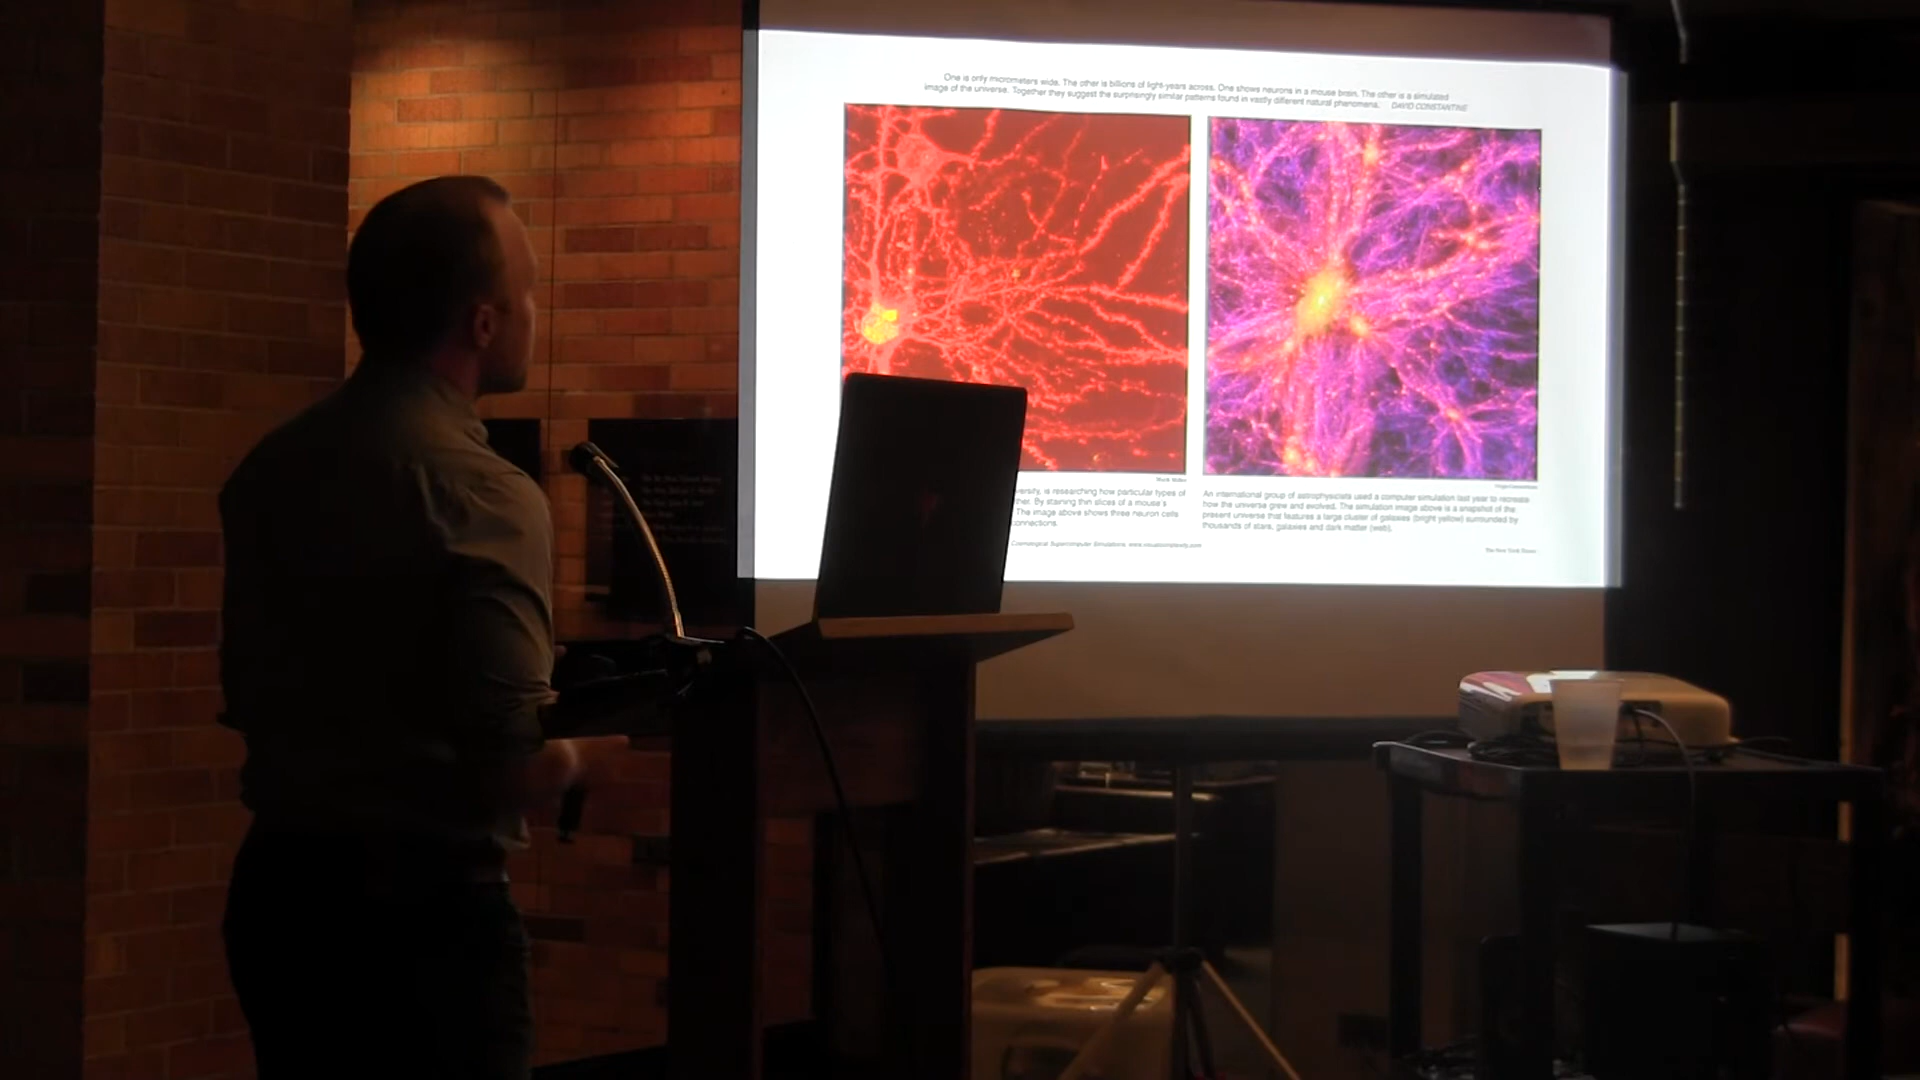 One is only micrometers wide. The other is billions of light-years across. One shows neurons in a mouse brain. The other is a simulated
image of the universe. Together they suggest the surprisingly similar patterns found in vastly different natural phenomena. DAVID CONSTANTINE
Mark Miller
versity, is researching how particular types of
ther. By staining thin slices of a mouse's
The image above shows three neuron cells
connections.
Virgo Consortium
An international group of astrophysicists used a computer simulation last year to recreate
how the universe grew and evolved. The simulation image above is a snapshot of the
present universe that features a large cluster of galaxies (bright yellow) surrounded by
thousands of stars, galaxies and dark matter (web).
Cosmological Supercomputer Simulations. www.visualcomplexity.com
The New York Times